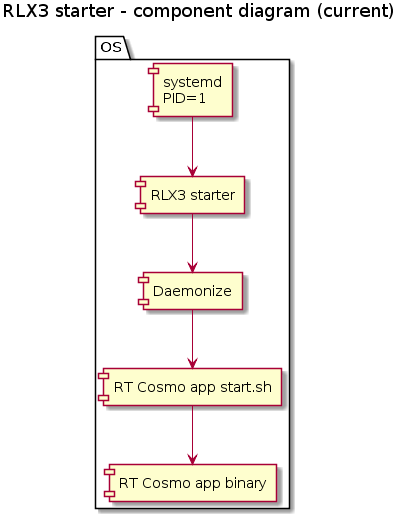 RLX3 starter - component diagram (current)
OS
systemd
PID=1
RLX3 starter
Daemonize
RT Cosmo app start.sh
RT Cosmo app binary